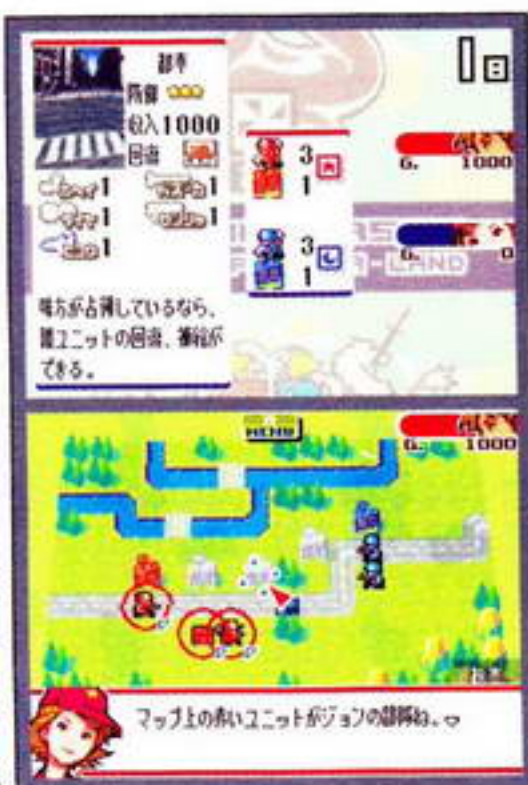 都市
1日
防御
収入1000
回復
1 1
1 1
1
3
1
3
1
G. 1000
G. 0
LAND
味方が占領しているなら、
陸ユニットの回復、補給が
できる。
MENU
G. 1000
マップ上の赤いユニットがジョンの部隊ね。